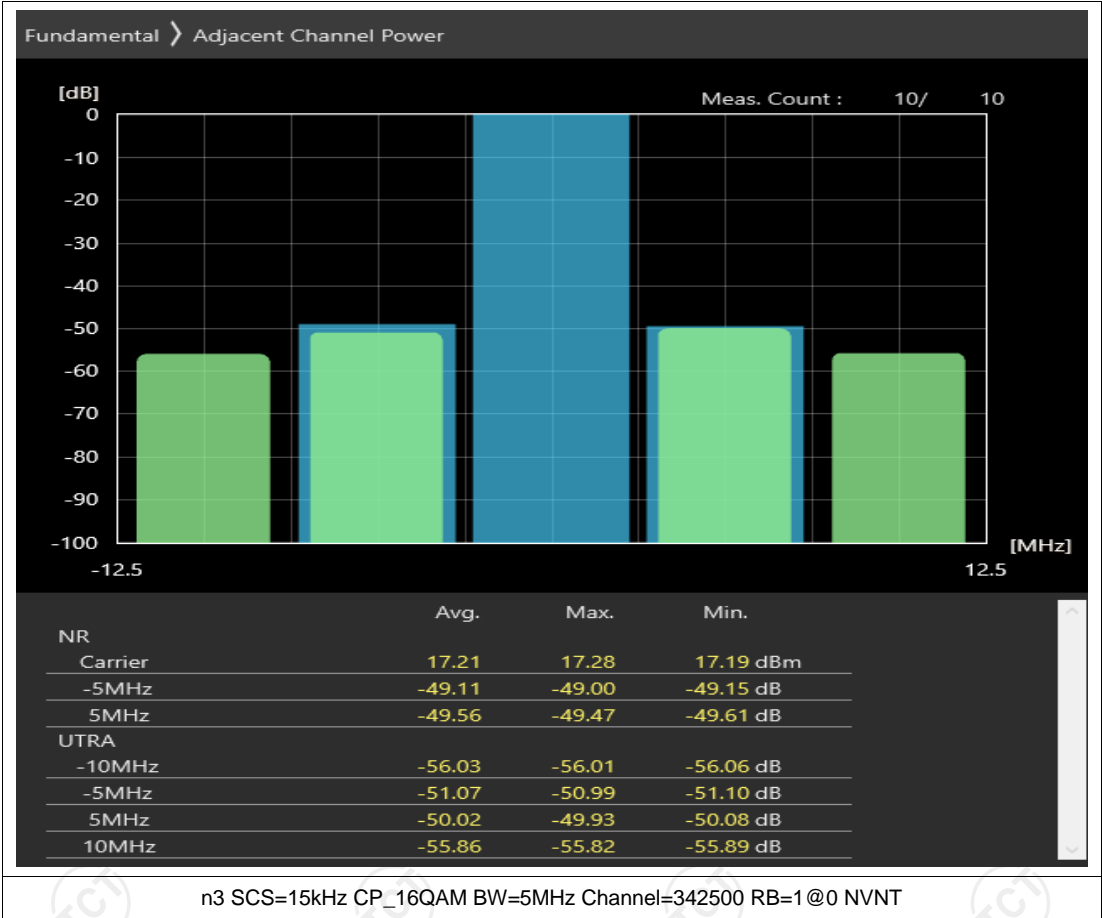 Fundamental ❯ Adjacent Channel Power
[dB]
Meas. Count : 10/ 10
0
-10
-20
-30
-40
-50
-60
-70
-80
-90
-100
[MHz]
-12.5 12.5
Avg. Max. Min.
NR
Carrier 17.21 17.28 17.19 dBm
-5MHz -49.11 -49.00 -49.15 dB
5MHz -49.56 -49.47 -49.61 dB
UTRA
-10MHz -56.03 -56.01 -56.06 dB
-5MHz -51.07 -50.99 -51.10 dB
5MHz -50.02 -49.93 -50.08 dB
10MHz -55.86 -55.82 -55.89 dB
TCT TCT TCT TCT TCT
n3 SCS=15kHz CP_16QAM BW=5MHz Channel=342500 RB=1@0 NVNT